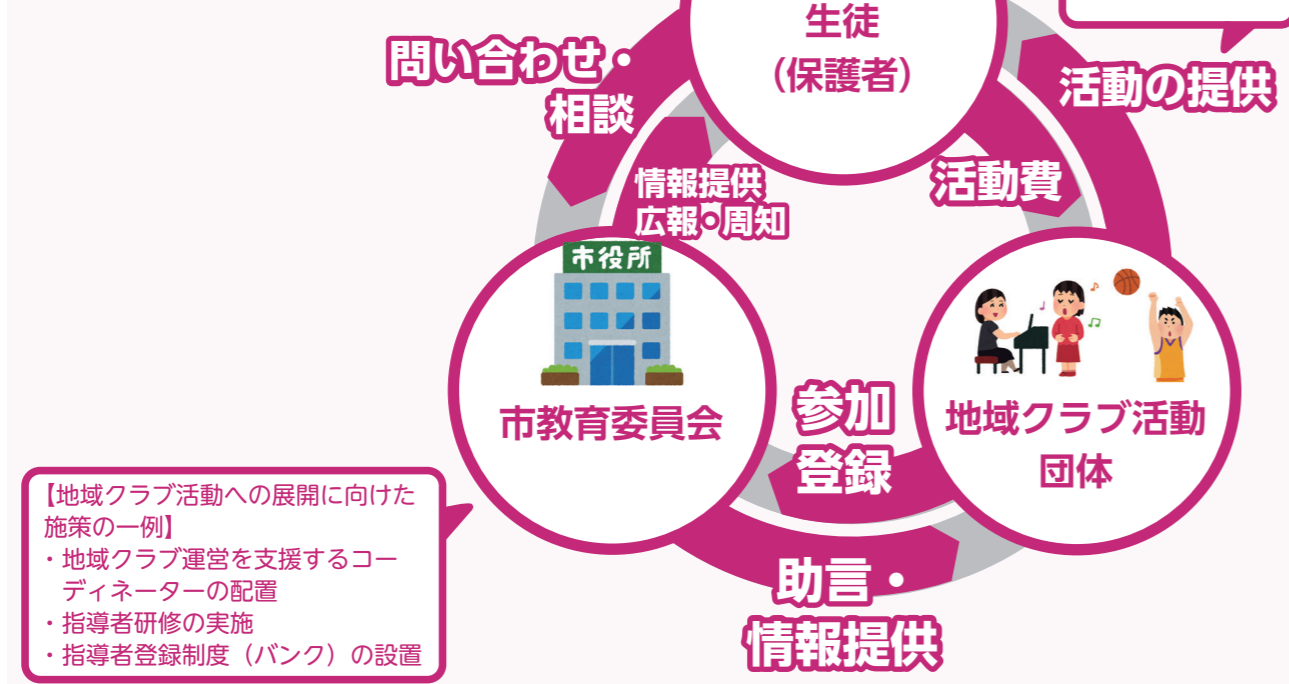 生徒
（保護者）
問い合わせ・
相談
活動の提供
情報提供
広報・周知
活動費
市役所
市教育委員会
参加
登録
地域クラブ活動
団体
助言・
情報提供
【地域クラブ活動への展開に向けた
施策の一例】
・地域クラブ運営を支援するコー
ディネーターの配置
・指導者研修の実施
・指導者登録制度（バンク）の設置